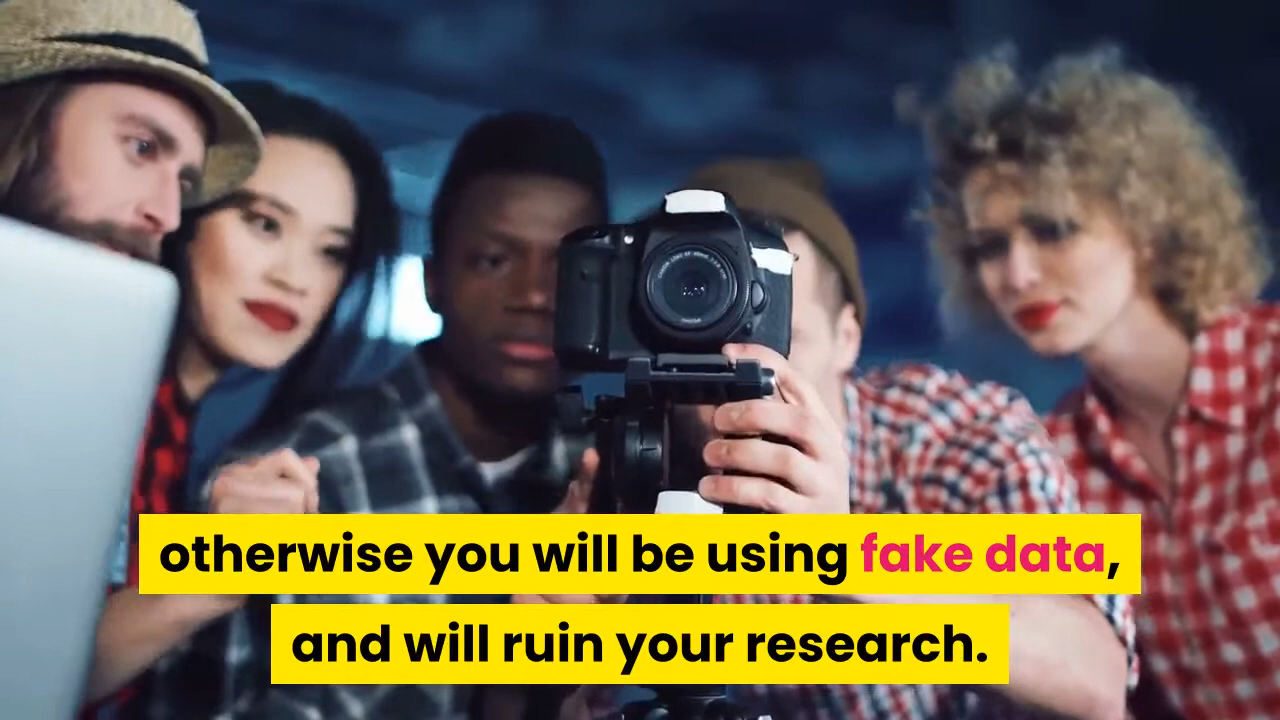 otherwise you will be using fake data,
and will ruin your research.